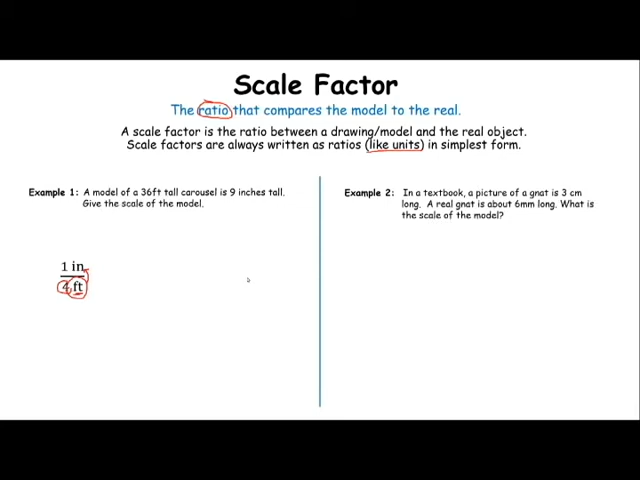 Scale Factor
The ratio that compares the model to the real.
A scale factor is the ratio between a drawing/model and the real object.
Scale factors are always written as ratios (like units) in simplest form.
Example 1: A model of a 36ft tall carousel is 9 inches tall.
Give the scale of the model.
1 in
4 ft
Example 2: In a textbook, a picture of a gnat is 3 cm
long. A real gnat is about 6mm long. What is
the scale of the model?